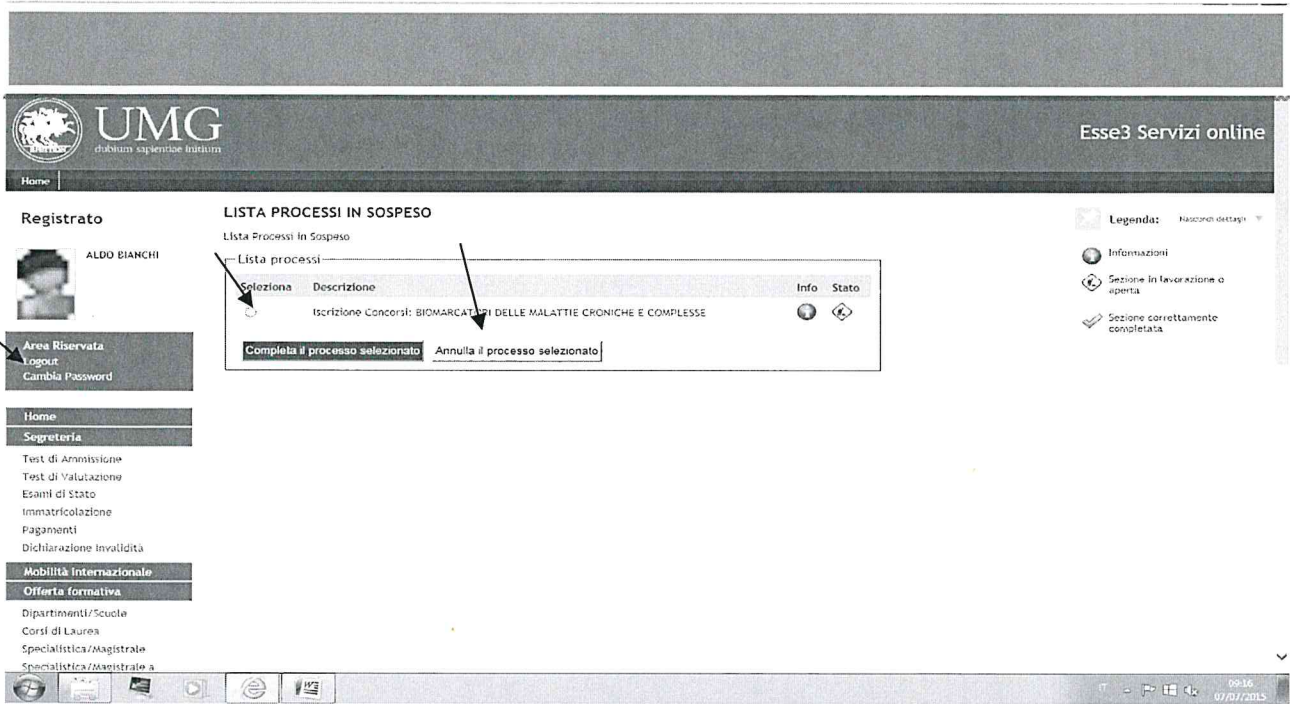 UMG
dubium sapientiae initium
Esse3 Servizi online
Home
Registrato
ALDO BIANCHI
Area Riservata
Logout
Cambia Password
Home
Segreteria
Test di Ammissione
Test di Valutazione
Esami di Stato
Immatricolazione
Pagamenti
Dichiarazione Invalidità
Mobilità Internazionale
Offerta formativa
Dipartimenti/Scuole
Corsi di Laurea
Specialistica/Magistrale
Specialistica/Magistrale a
LISTA PROCESSI IN SOSPESO
Lista Processi in Sospeso
Lista processi
Seleziona Descrizione Info Stato
Iscrizione Concorsi: BIOMARCATORI DELLE MALATTIE CRONICHE E COMPLESSE
Completa il processo selezionato Annulla il processo selezionato
Legenda: Nascondi dettagli
Informazioni
Sezione in lavorazione o
aperta
Sezione correttamente
completata
IT 09:16
07/07/2015